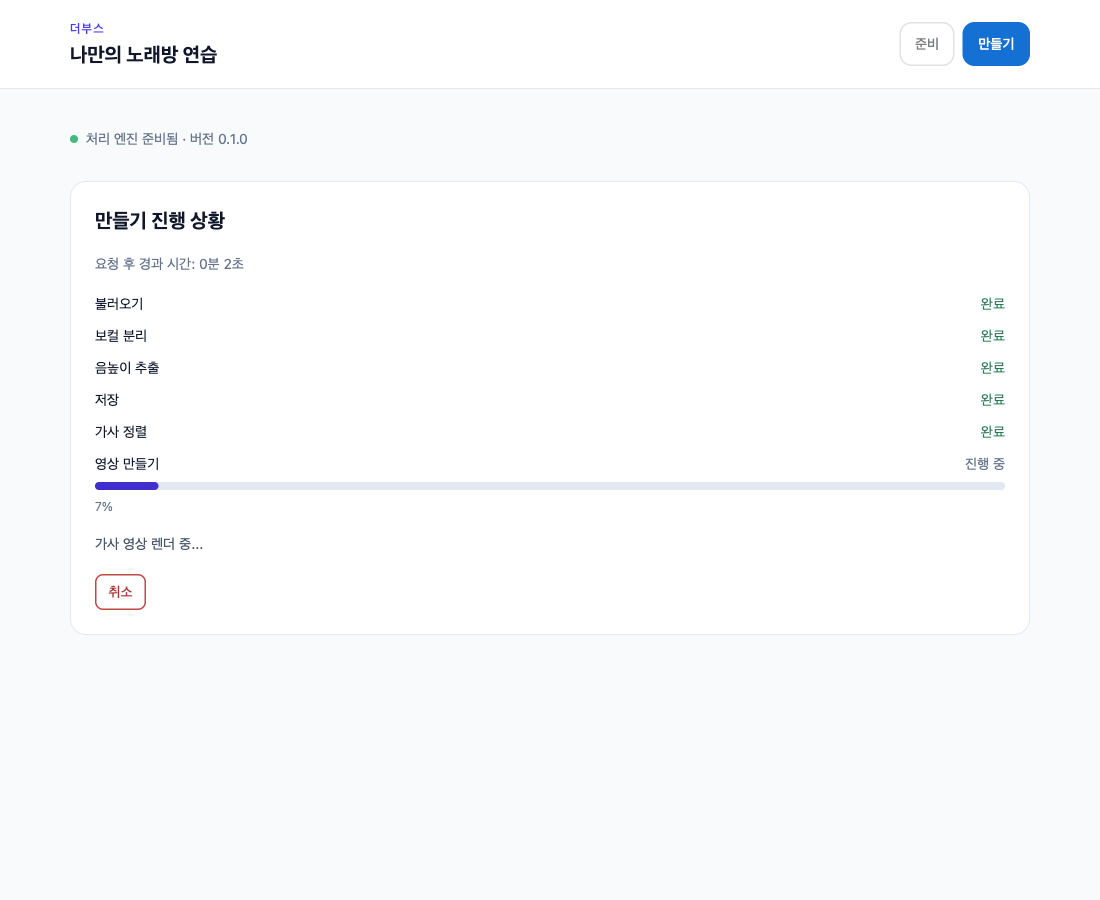 더부스
나만의 노래방 연습
준비
만들기
처리 엔진 준비됨 · 버전 0.1.0
만들기 진행 상황
요청 후 경과 시간: 0분 2초
불러오기 완료
보컬 분리 완료
음높이 추출 완료
저장 완료
가사 정렬 완료
영상 만들기 진행 중
7%
가사 영상 렌더 중...
취소